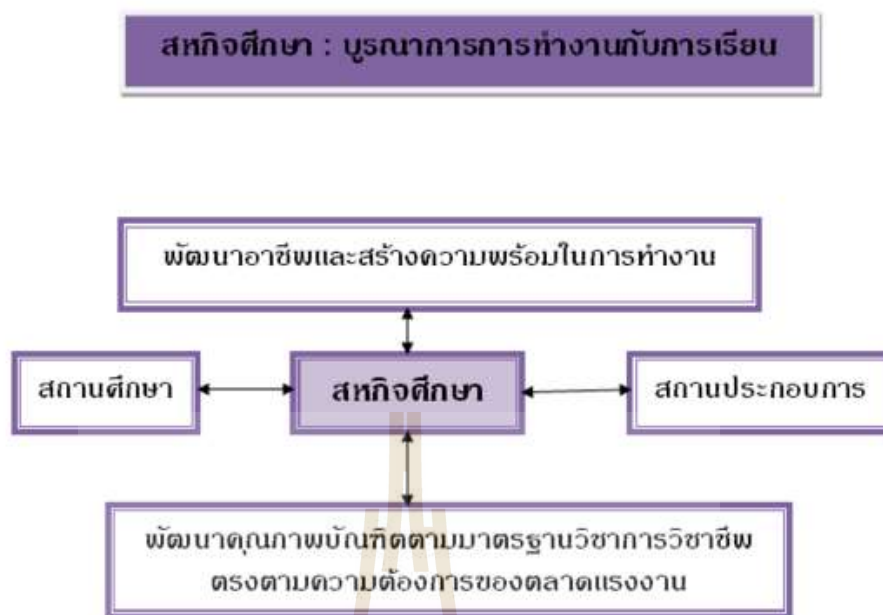 สหกิจศึกษา : บูรณาการการทำงานกับการเรียน
พัฒนาอาชีพและสร้างความพร้อมในการทำงาน
สถานศึกษา
สหกิจศึกษา
สถานประกอบการ
พัฒนาคุณภาพบัณฑิตตามมาตรฐานวิชาการวิชาชีพ
ตรงตามความต้องการของตลาดแรงงาน